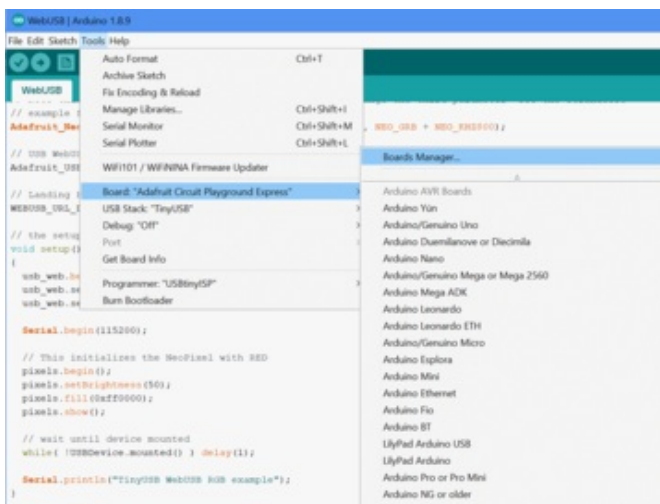 WebUSB | Arduino 1.8.9
File Edit Sketch Tools Help
WebUSB
Auto Format Ctrl+T
Archive Sketch
Fix Encoding & Reload
Manage Libraries... Ctrl+Shift+I
Serial Monitor Ctrl+Shift+M
Serial Plotter Ctrl+Shift+L
WiFi101 / WiFiNINA Firmware Updater
Board: "Adafruit Circuit Playground Express"
USB Stack: "TinyUSB"
Debug: "Off"
Port
Get Board Info
Programmer: "USBtinyISP"
Burn Bootloader
Boards Manager...
Arduino AVR Boards
Arduino Yún
Arduino/Genuino Uno
Arduino Duemilanove or Diecimila
Arduino Nano
Arduino/Genuino Mega or Mega 2560
Arduino Mega ADK
Arduino Leonardo
Arduino Leonardo ETH
Arduino/Genuino Micro
Arduino Esplora
Arduino Mini
Arduino Ethernet
Arduino Fio
Arduino BT
LilyPad Arduino USB
LilyPad Arduino
Arduino Pro or Pro Mini
Arduino NG or older
// example
Adafruit_Neo , NEO_GRB + NEO_KHZ800);
// USB WebUS
Adafruit_USB
// Landing
WEBUSB_URL_D
// the setup
void setup()
{
usb_web.be
usb_web.se
usb_web.se
Serial.begin(115200);
// This initializes the NeoPixel with RED
pixels.begin();
pixels.setBrightness(50);
pixels.fill(0xff0000);
pixels.show();
// wait until device mounted
while( !USBDevice.mounted() ) delay(1);
Serial.println("TinyUSB WebUSB RGB example");
}